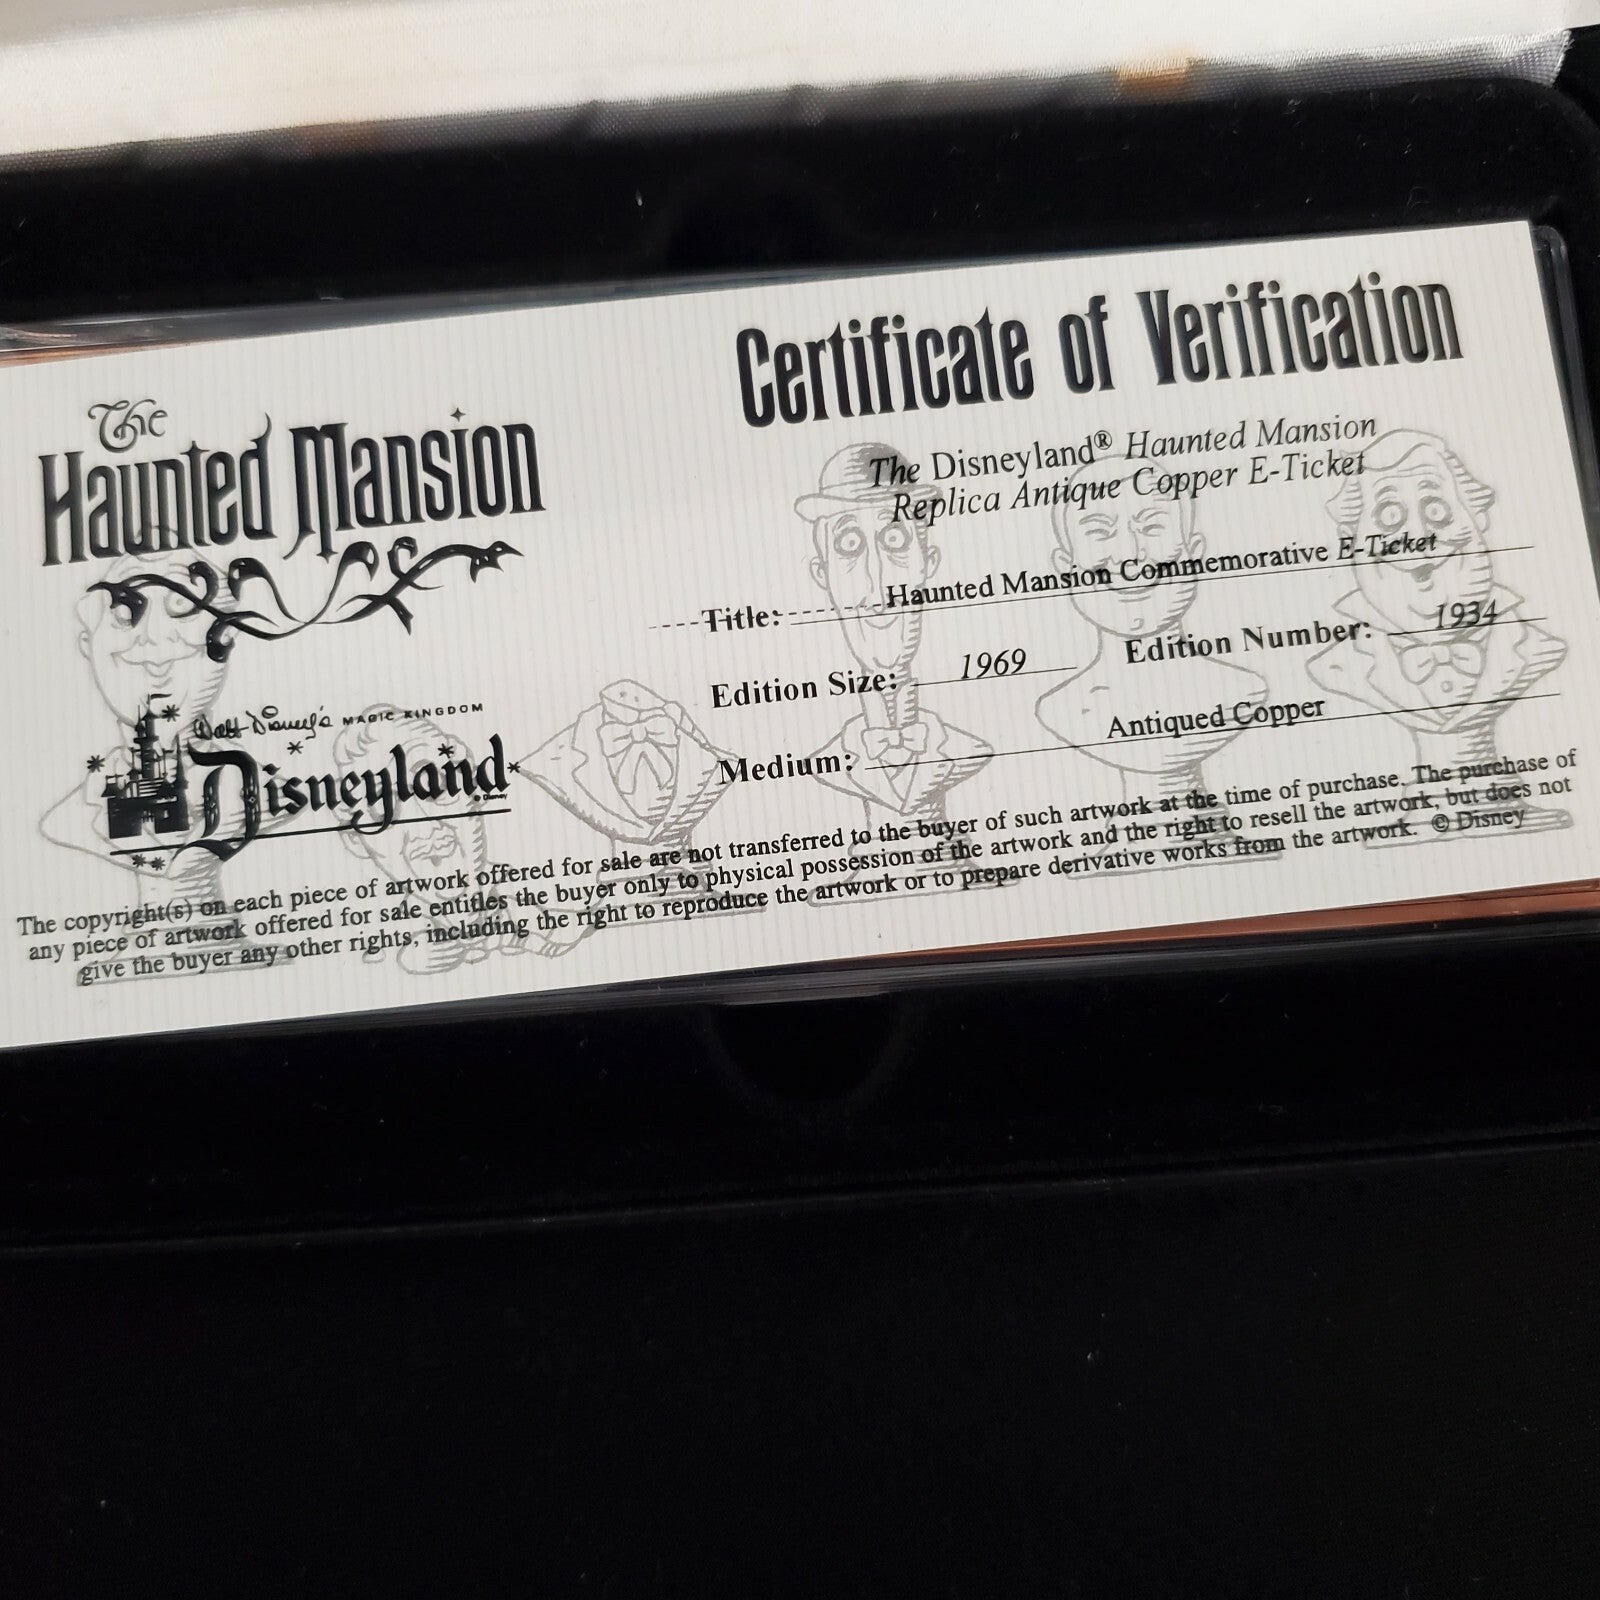 The
Haunted Mansion
Walt Disney's MAGIC KINGDOM
Disneyland
© Disney
Certificate of Verification
The Disneyland® Haunted Mansion
Replica Antique Copper E-Ticket
Title: Haunted Mansion Commemorative E-Ticket
Edition Size: 1969 Edition Number: 1934
Medium: Antiqued Copper
The copyright(s) on each piece of artwork offered for sale are not transferred to the buyer of such artwork at the time of purchase. The purchase of
any piece of artwork offered for sale entitles the buyer only to physical possession of the artwork and the right to resell the artwork, but does not
give the buyer any other rights, including the right to reproduce the artwork or to prepare derivative works from the artwork. © Disney